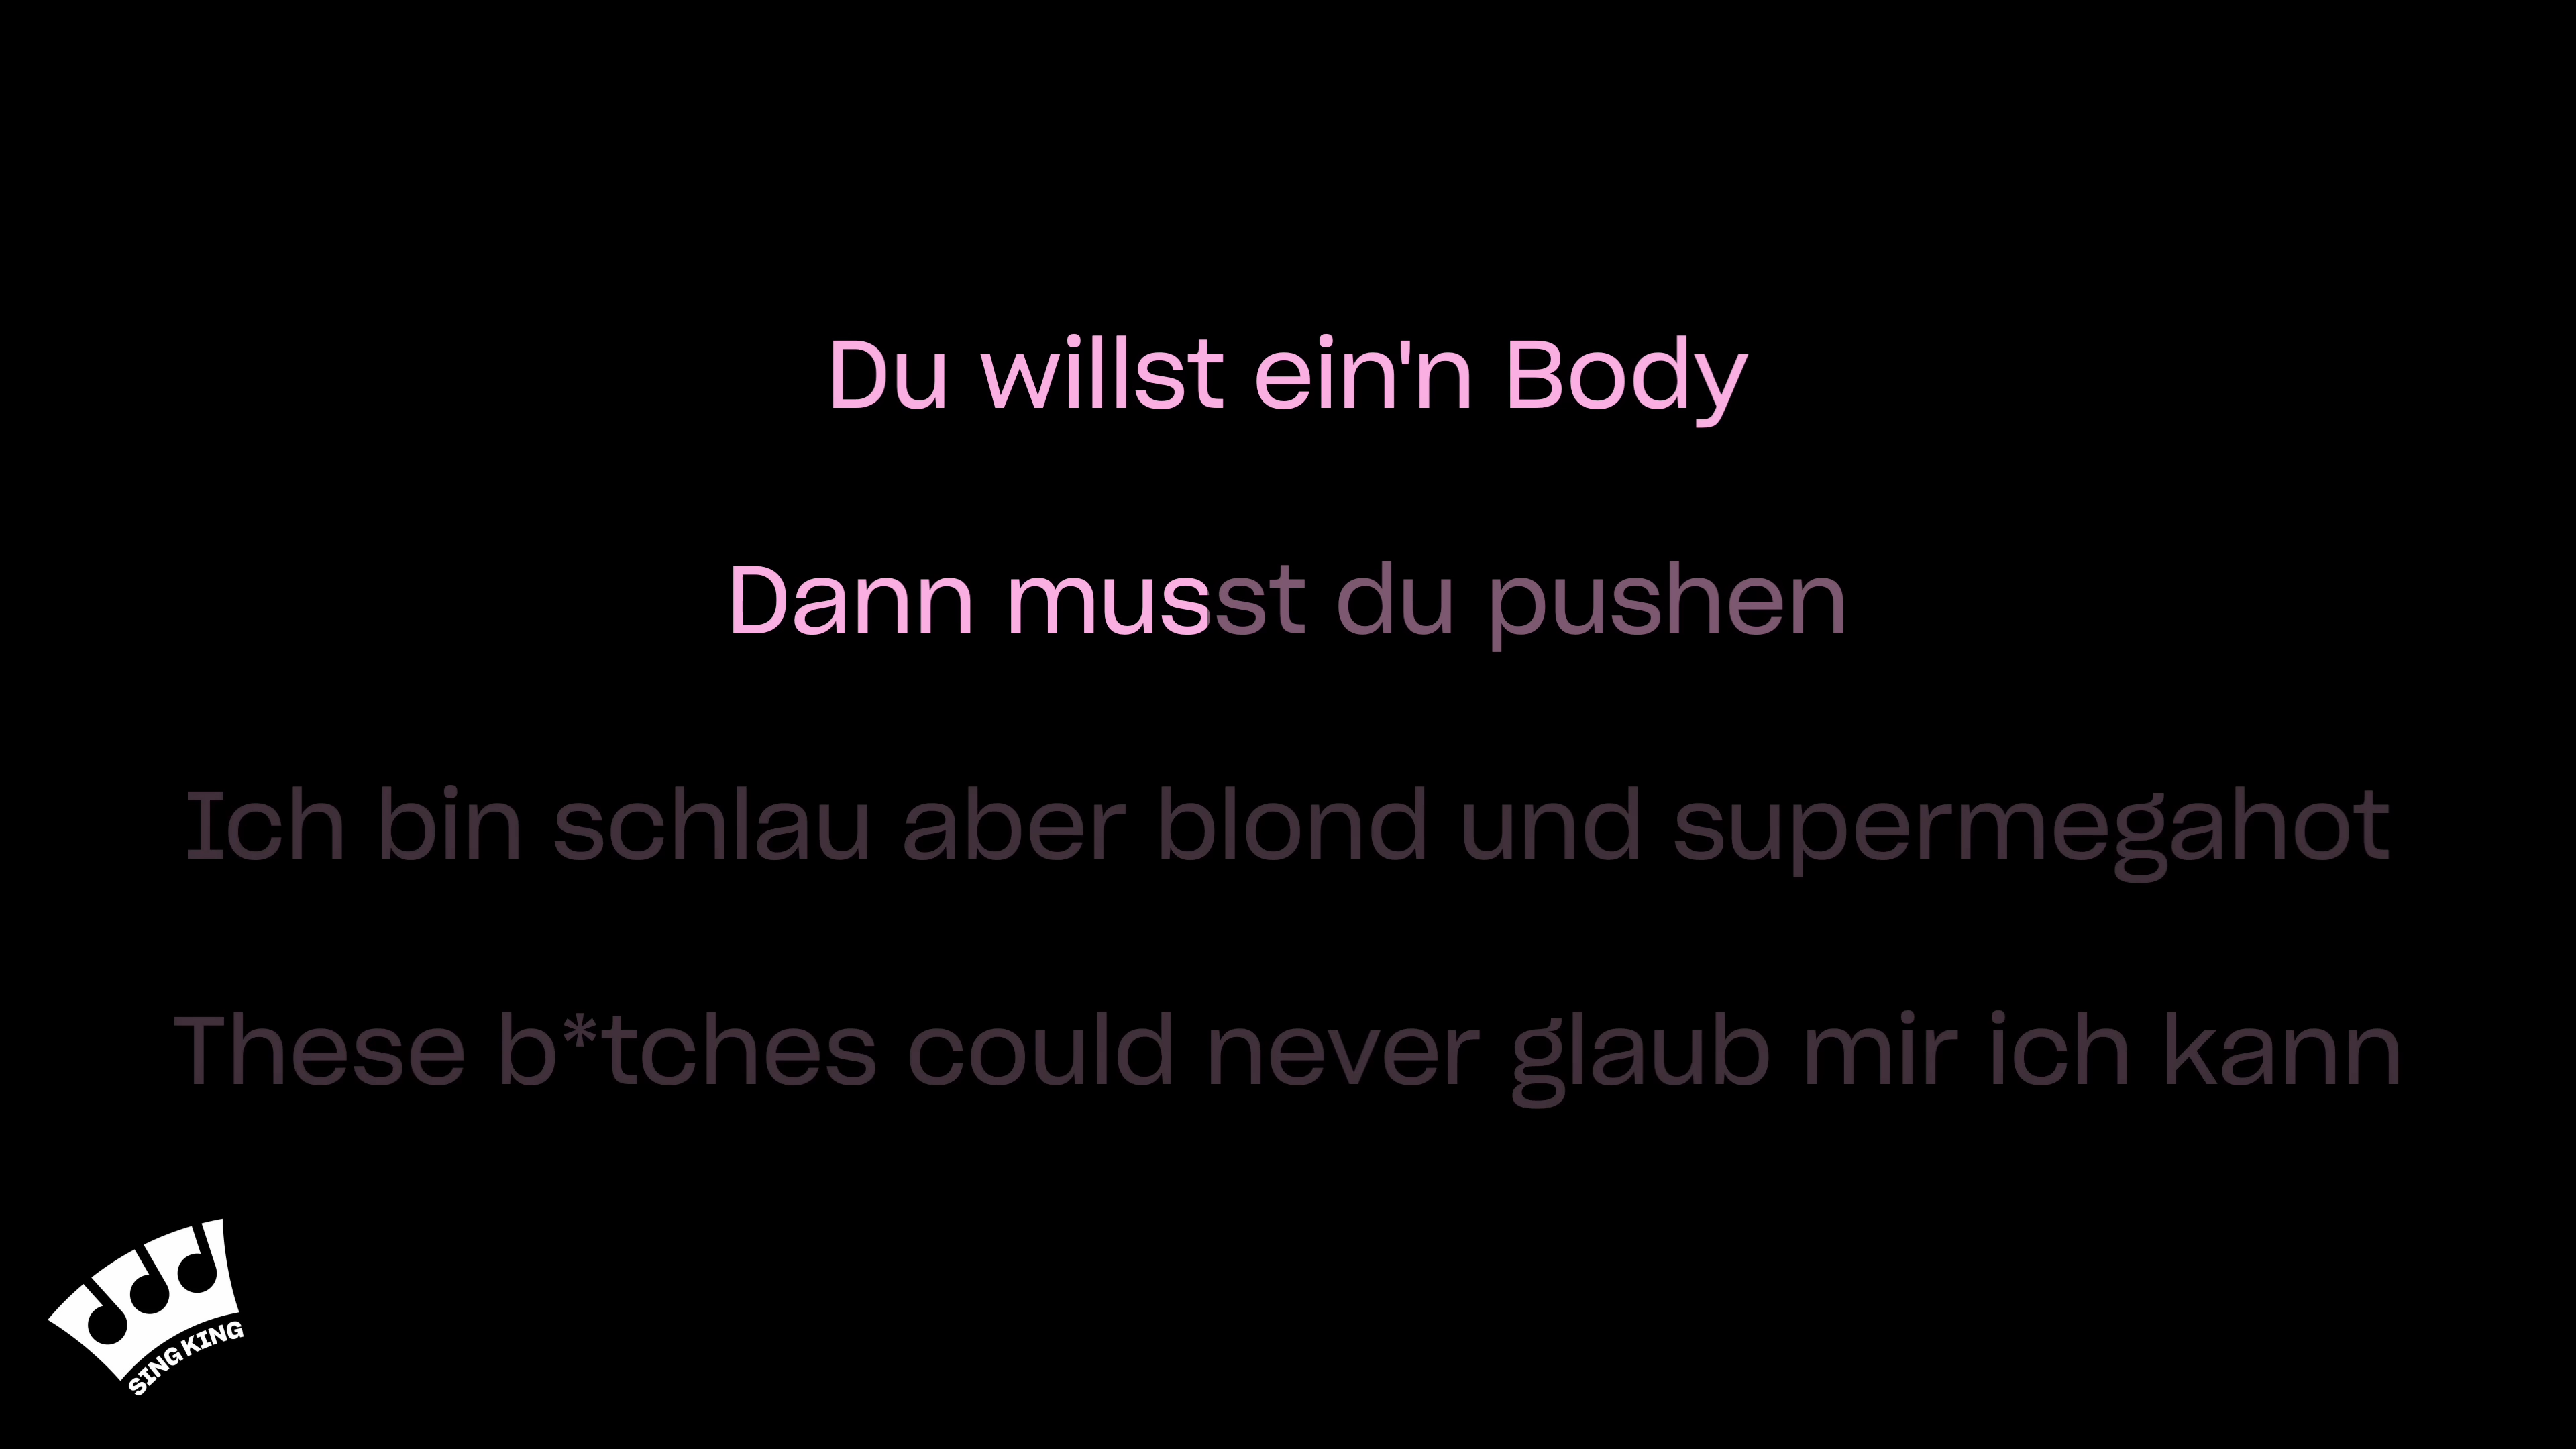 Du willst ein'n Body
Dann musst du pushen
Ich bin schlau aber blond und supermegahot
These b*tches could never glaub mir ich kann
SING KING